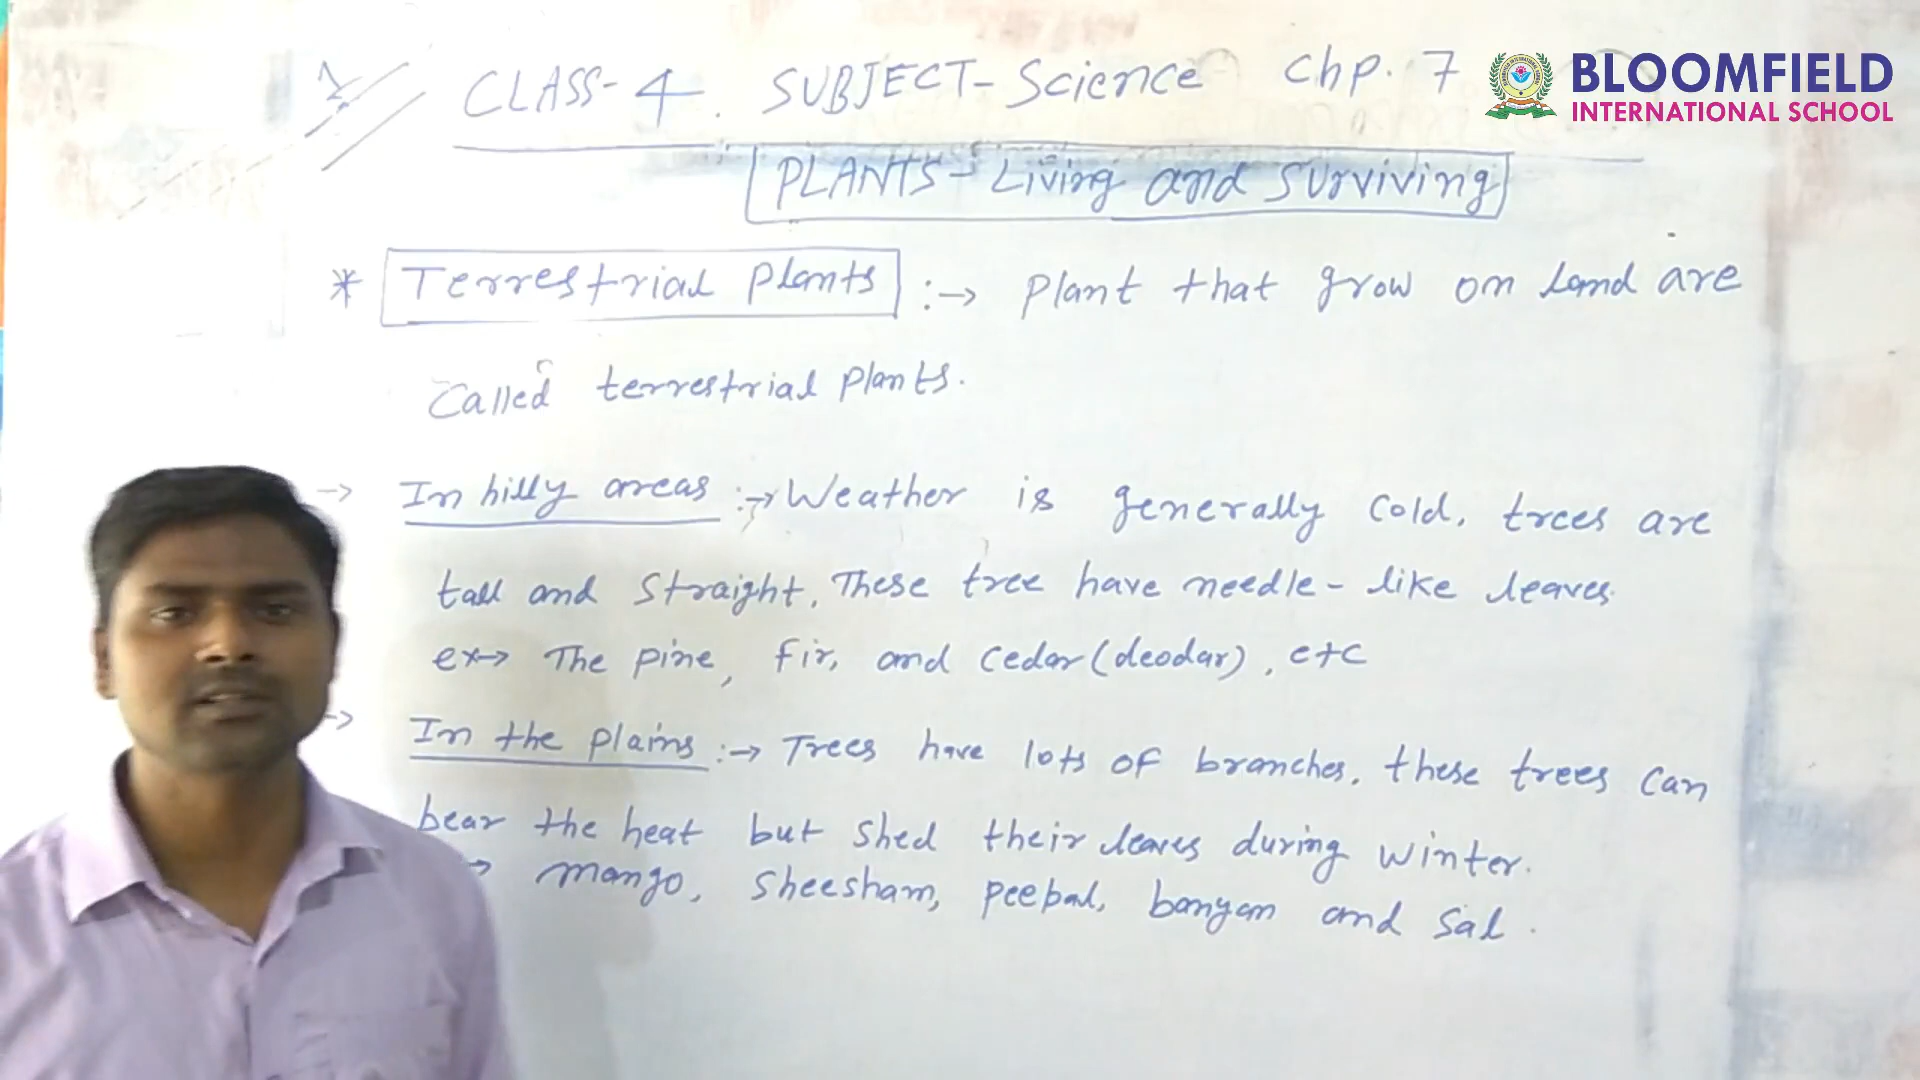 CLASS-4. SUBJECT-Science Chp. 7
BLOOMFIELD
INTERNATIONAL SCHOOL
PLANTS-Living and Surviving
* Terrestrial Plants :→ Plant that grow on land are
Called terrestrial plants.
→ In hilly areas :→ Weather is generally cold, trees are
tall and straight. These tree have needle-like leaves.
ex→ The pine, fir, and cedar (deodar), etc
→ In the plains :→ Trees have lots of branches. these trees can
bear the heat but shed their leaves during winter.
→ mango, sheesham, peepal, banyan and sal.